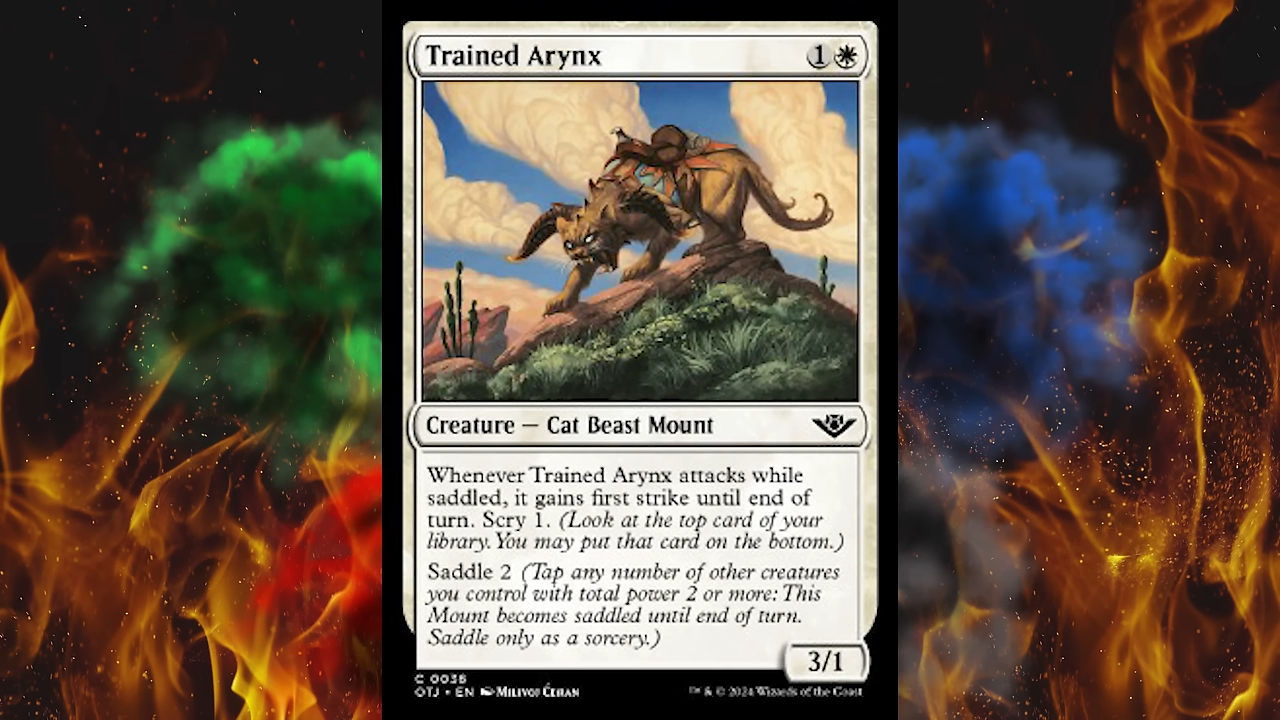 Trained Arynx 1
Creature — Cat Beast Mount
Whenever Trained Arynx attacks while
saddled, it gains first strike until end of
turn. Scry 1. (Look at the top card of your
library. You may put that card on the bottom.)
Saddle 2 (Tap any number of other creatures
you control with total power 2 or more: This
Mount becomes saddled until end of turn.
Saddle only as a sorcery.)
3/1
C 0036
OTJ • EN Milivoj Ćeran
™ & © 2024 Wizards of the Coast